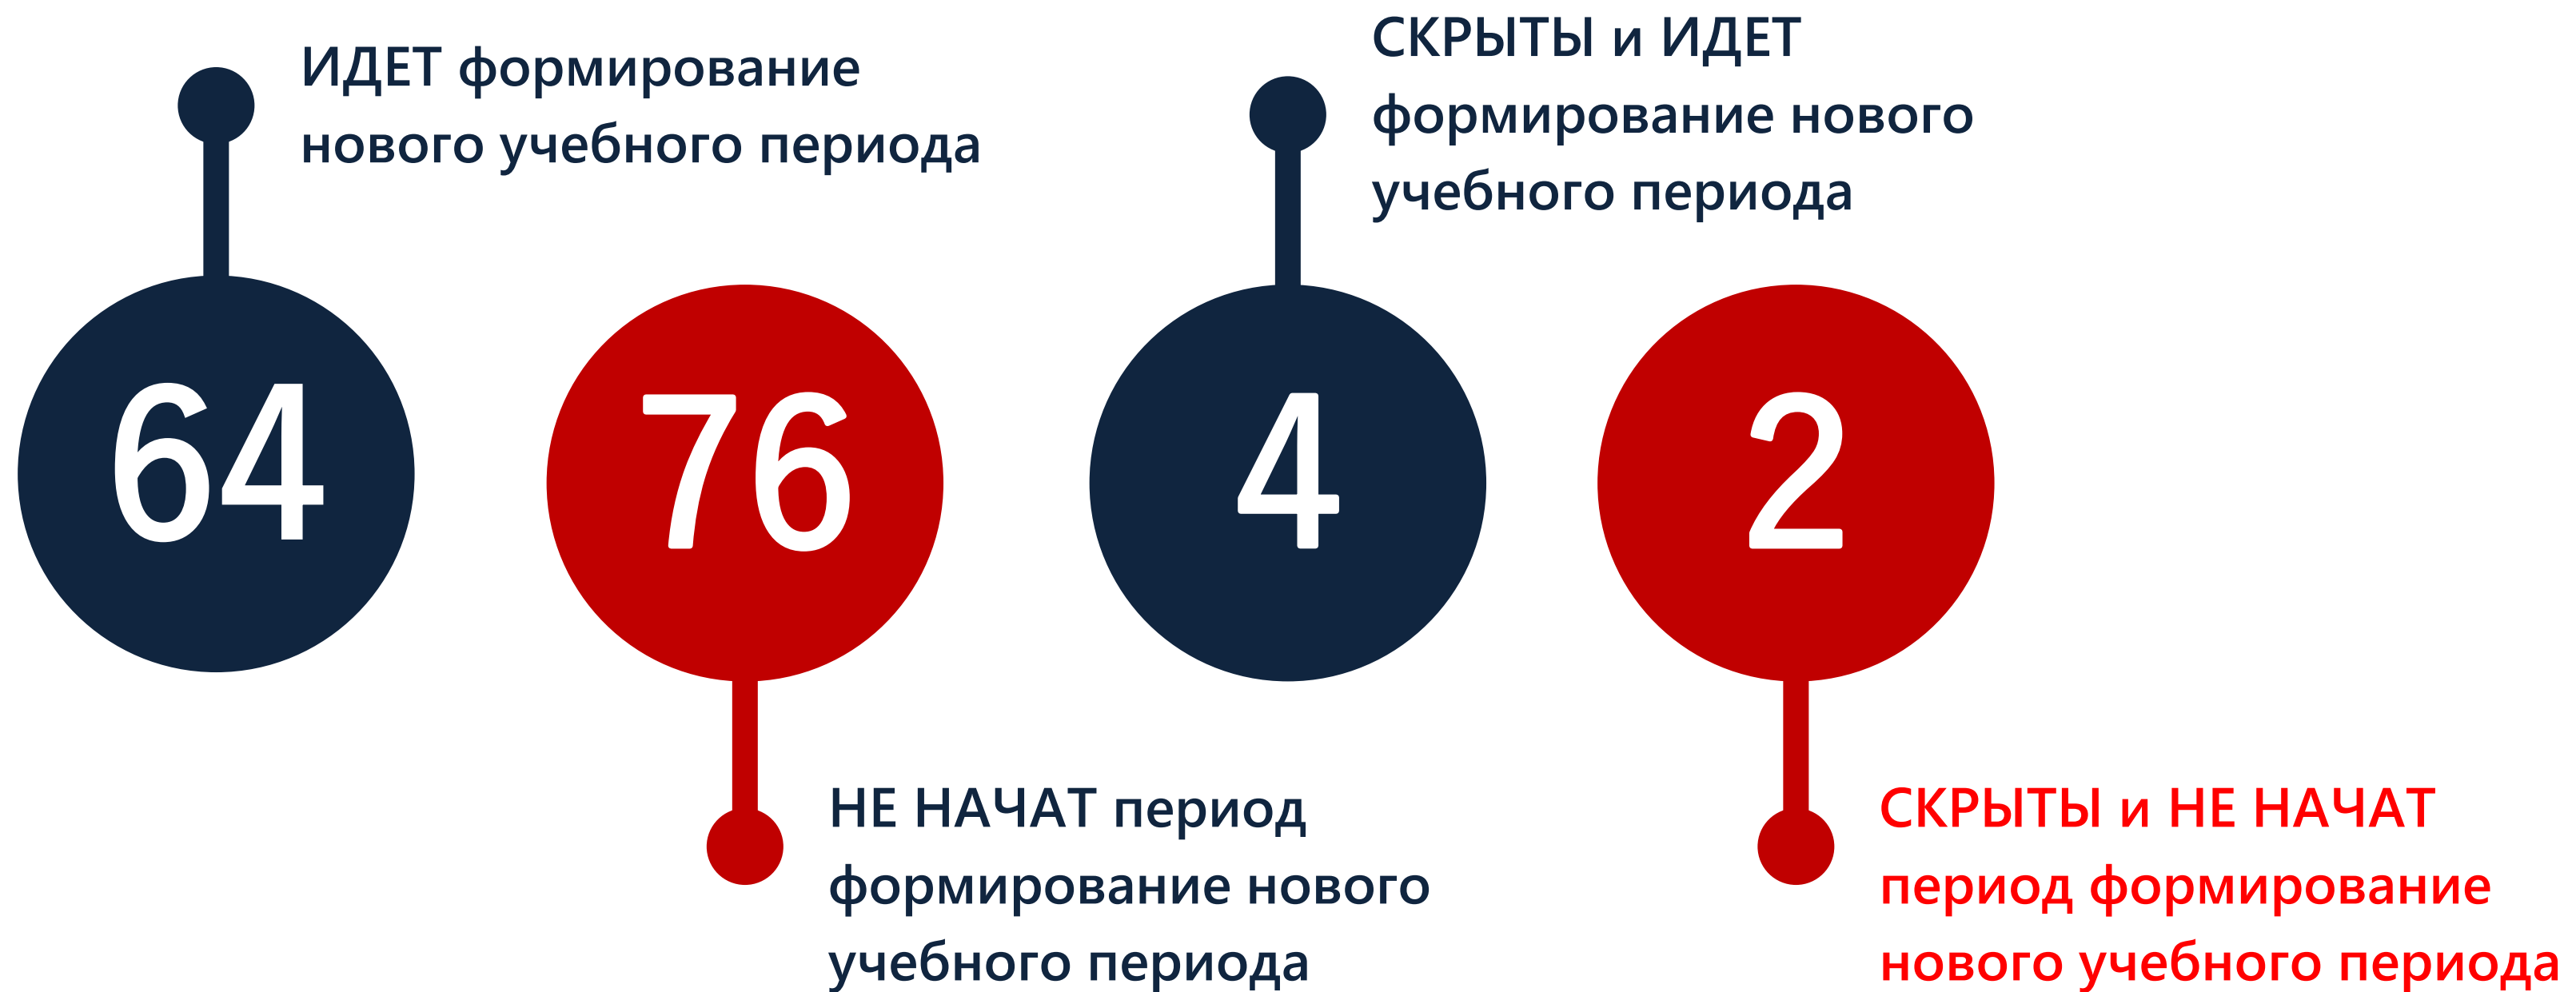 ИДЕТ формирование
нового учебного периода
СКРЫТЫ и ИДЕТ
формирование нового
учебного периода
64
76
4
2
НЕ НАЧАТ период
формирование нового
учебного периода
СКРЫТЫ и НЕ НАЧАТ
период формирование
нового учебного периода